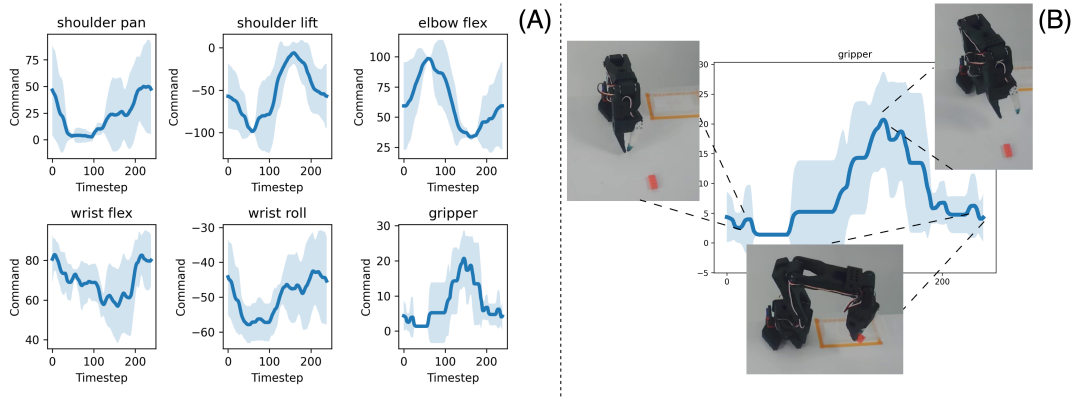 (A)
shoulder pan
shoulder lift
elbow flex
Command
75
50
25
0
0 100 200
Timestep
Command
0
−50
−100
0 100 200
Timestep
Command
100
75
50
25
0 100 200
Timestep
wrist flex
wrist roll
gripper
Command
80
60
40
0 100 200
Timestep
Command
−30
−40
−50
−60
0 100 200
Timestep
Command
30
20
10
0
0 100 200
Timestep
(B)
gripper
30
25
20
15
10
5
0
−5
0
200